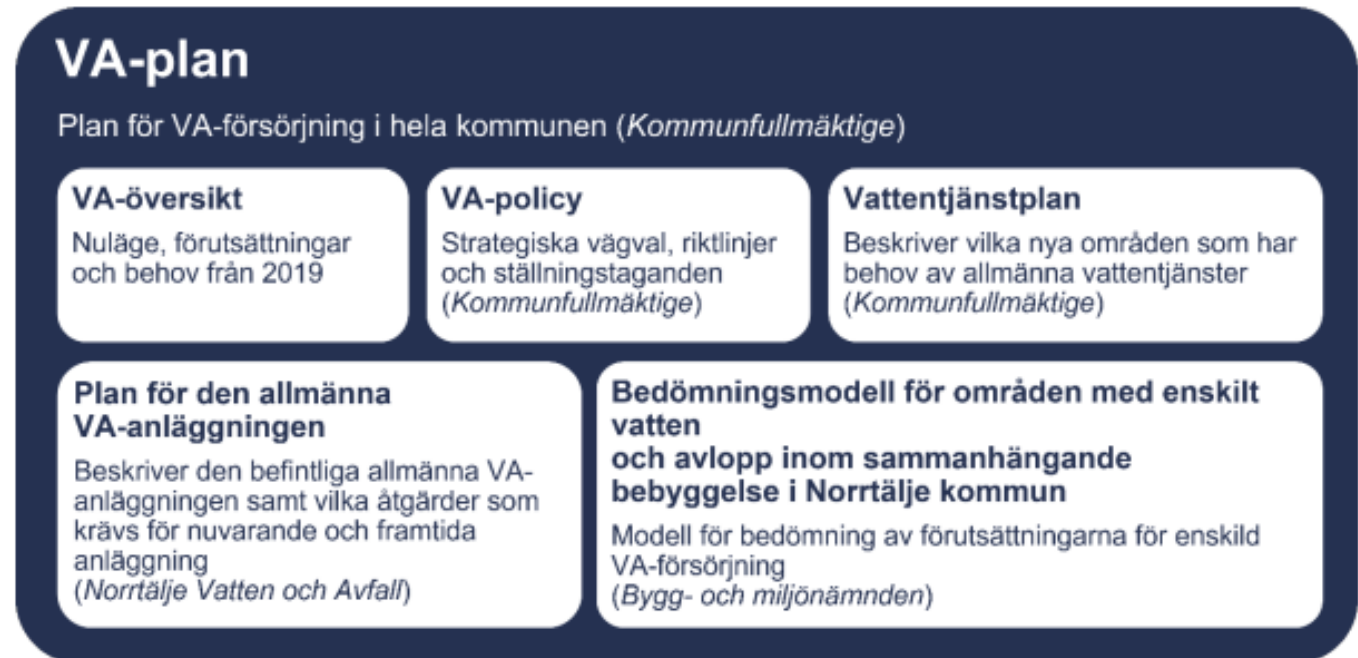 VA-plan
Plan för VA-försörjning i hela kommunen (Kommunfullmäktige)
VA-översikt
Nuläge, förutsättningar
och behov från 2019
VA-policy
Strategiska vägval, riktlinjer
och ställningstaganden
(Kommunfullmäktige)
Vattentjänstplan
Beskriver vilka nya områden som har
behov av allmänna vattentjänster
(Kommunfullmäktige)
Plan för den allmänna
VA-anläggningen
Beskriver den befintliga allmänna VA-
anläggningen samt vilka åtgärder som
krävs för nuvarande och framtida
anläggning
(Norrtälje Vatten och Avfall)
Bedömningsmodell för områden med enskilt
vatten
och avlopp inom sammanhängande
bebyggelse i Norrtälje kommun
Modell för bedömning av förutsättningarna för enskild
VA-försörjning
(Bygg- och miljönämnden)